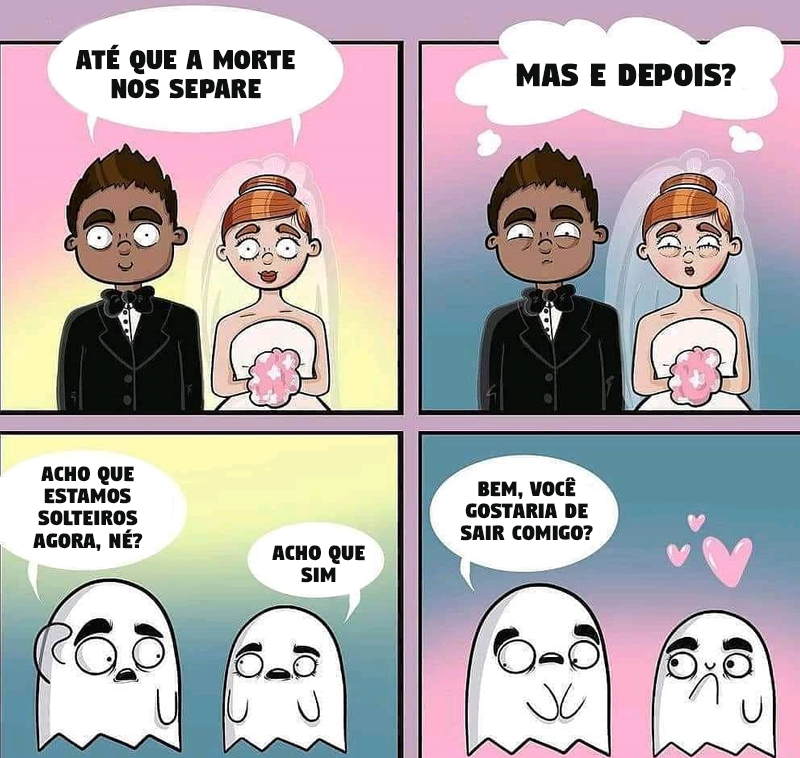 ATÉ QUE A MORTE
NOS SEPARE
MAS E DEPOIS?
ACHO QUE
ESTAMOS
SOLTEIROS
AGORA, NÉ?
ACHO QUE
SIM
BEM, VOCÊ
GOSTARIA DE
SAIR COMIGO?